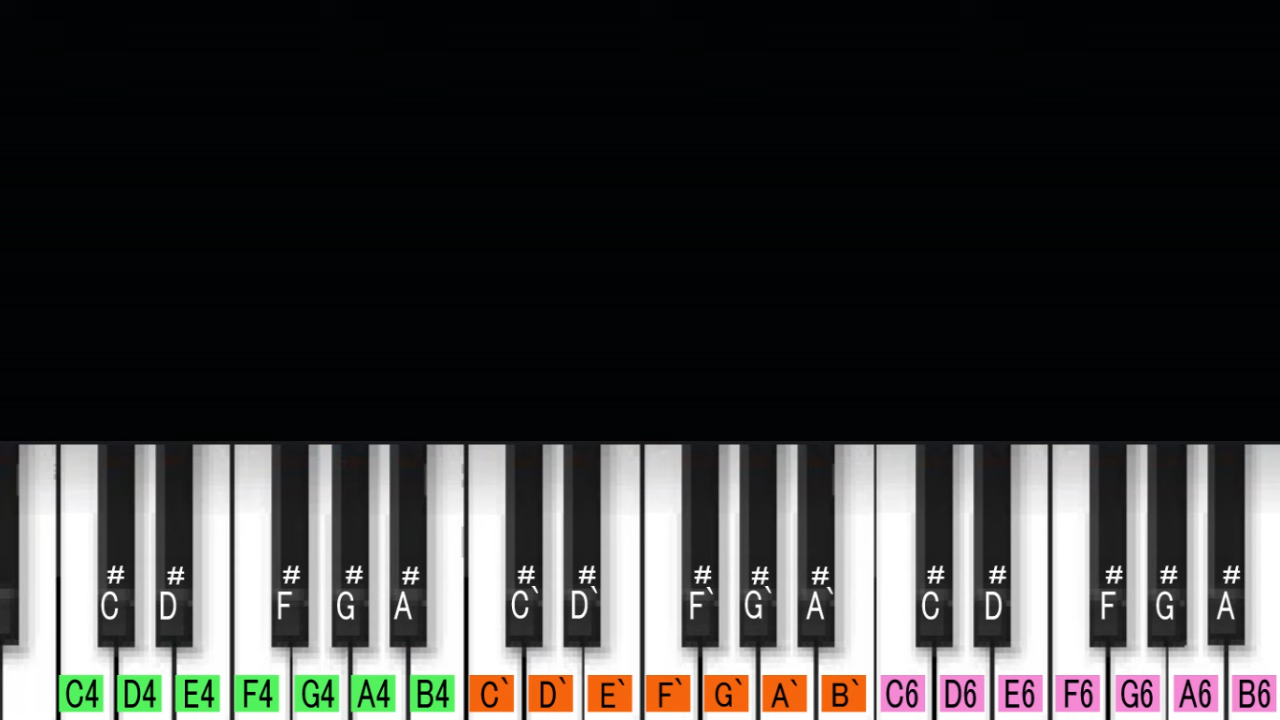 # # # # # # # # # # # # # # #
C D F G A C` D` F` G` A` C D F G A
C4 D4 E4 F4 G4 A4 B4 C` D` E` F` G` A` B` C6 D6 E6 F6 G6 A6 B6